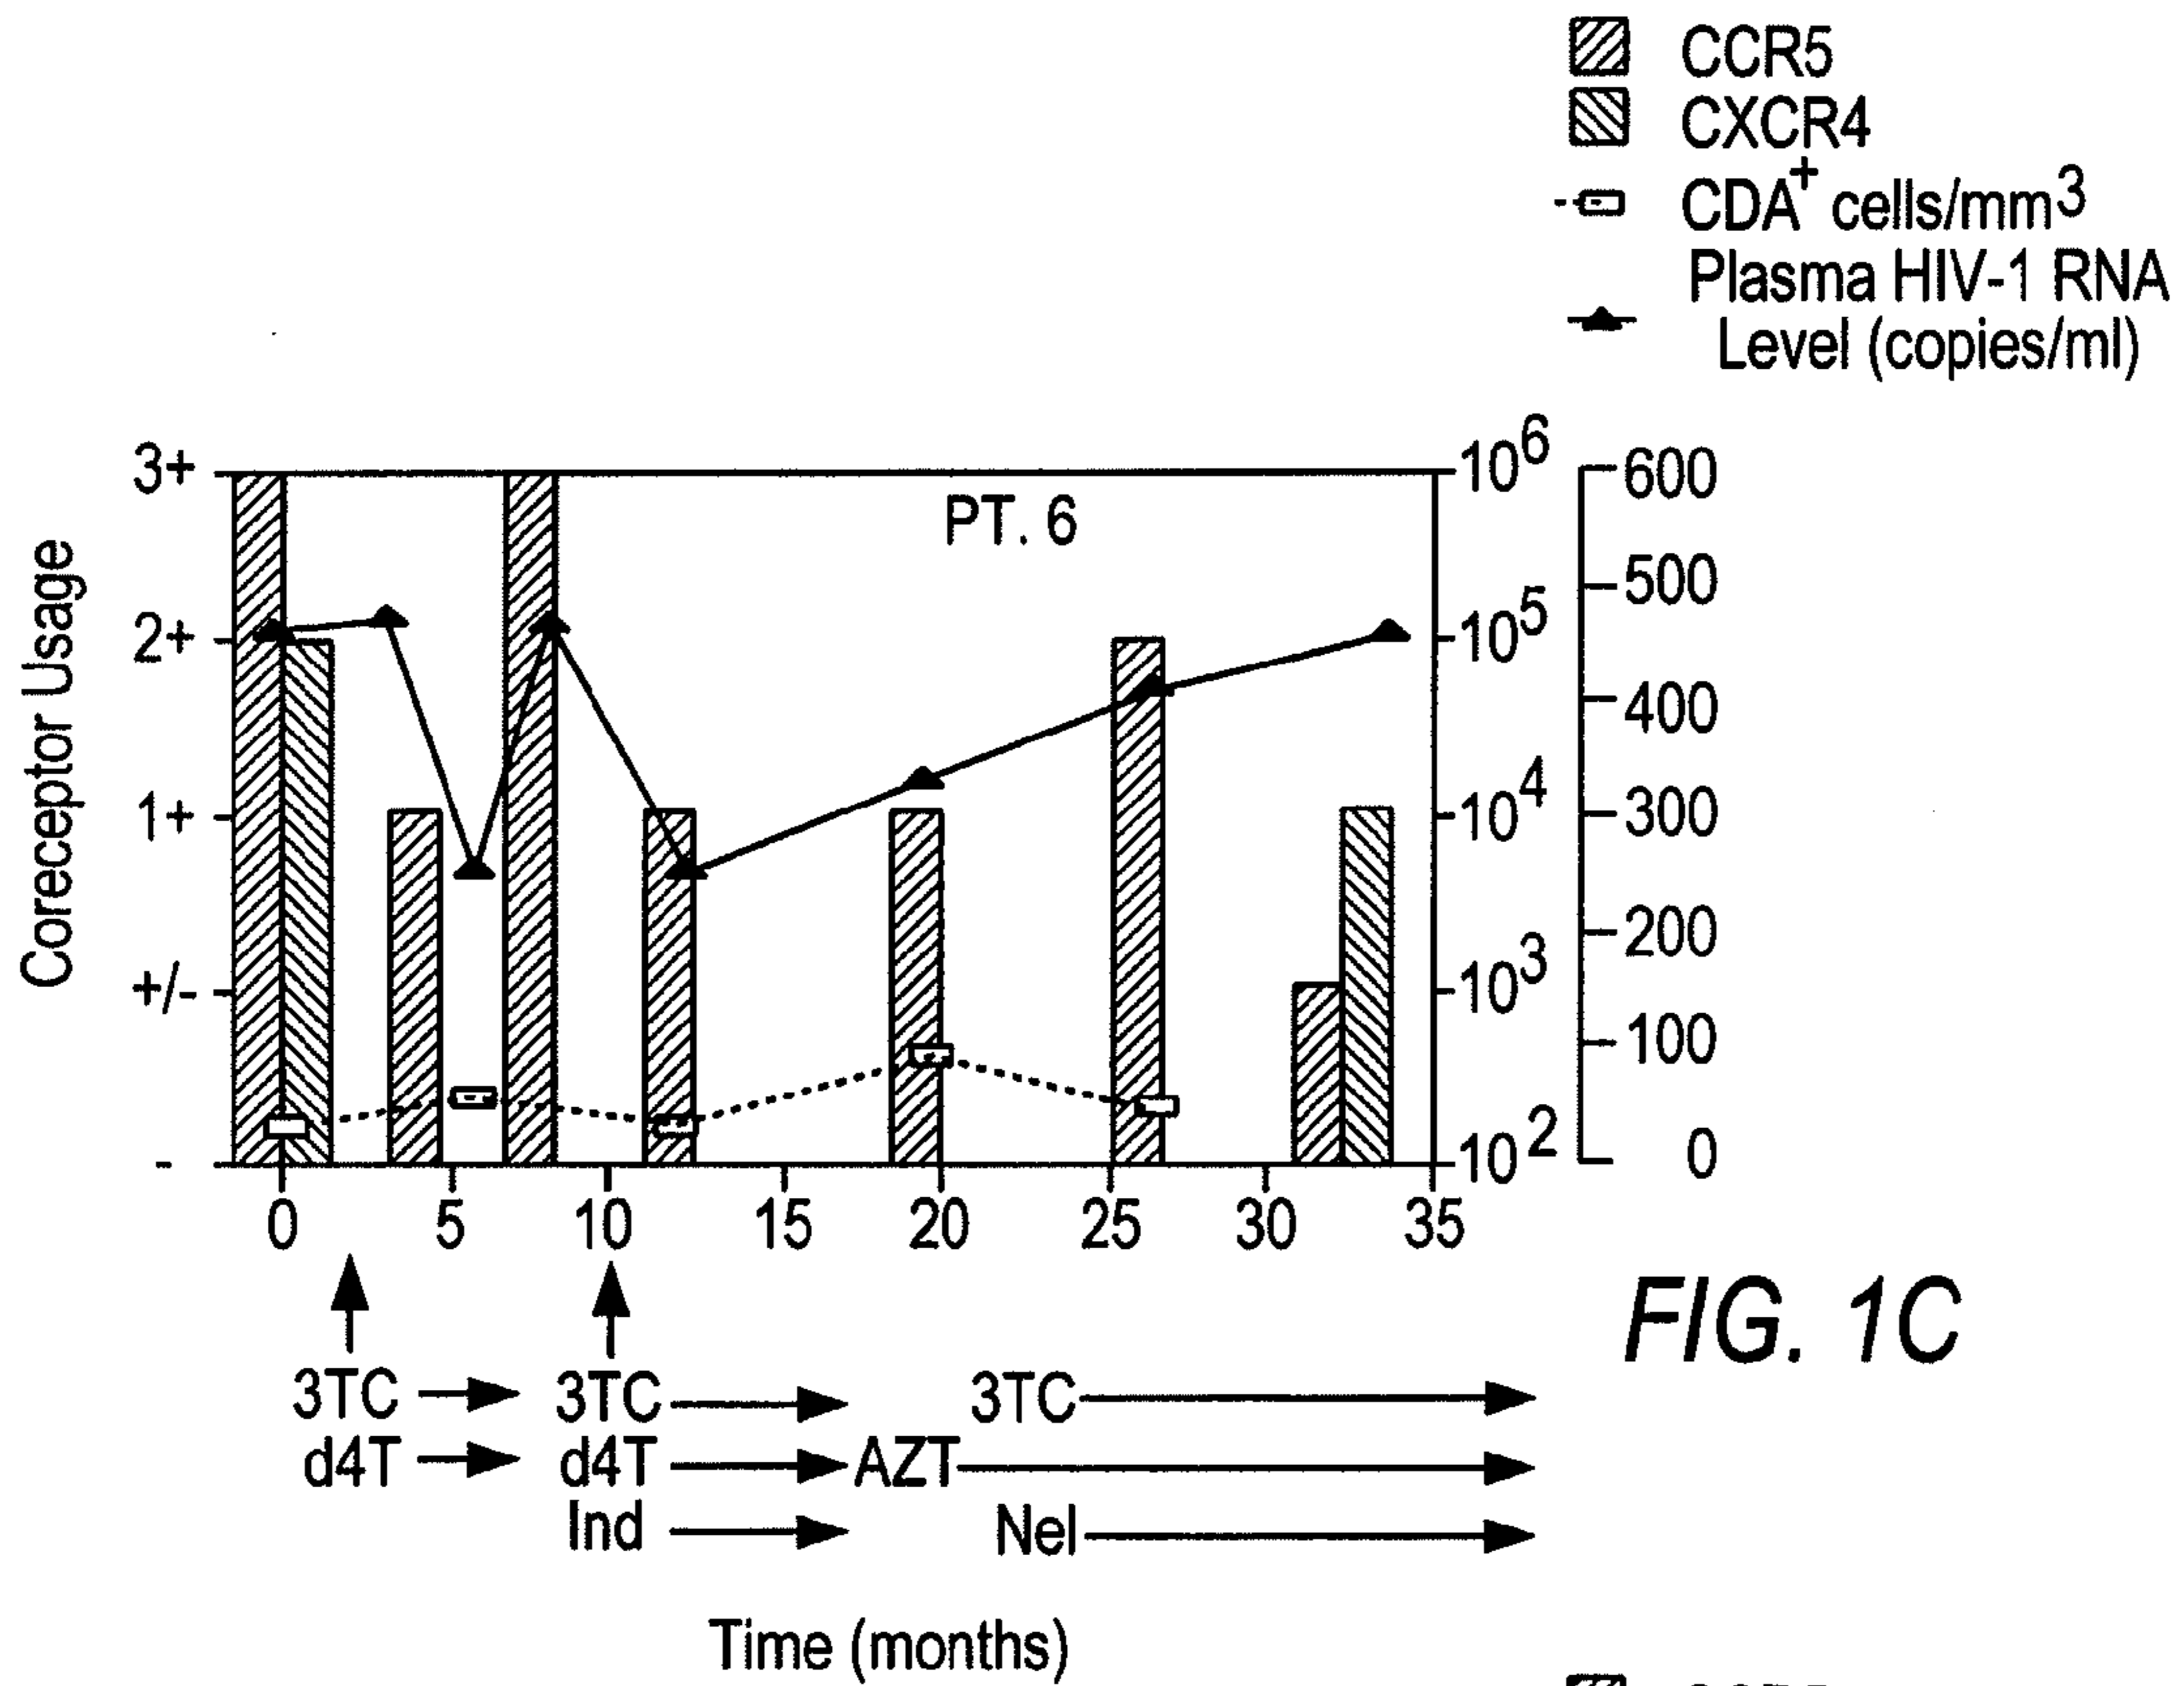 CCR5
CXCR4
CDA+ cells/mm3
Plasma HIV-1 RNA
Level (copies/ml)
PT. 6
Coreceptor Usage
3+
2+
1+
+/-
-
10^6
10^5
10^4
10^3
10^2
600
500
400
300
200
100
0
0 5 10 15 20 25 30 35
3TC 3TC 3TC
d4T d4T AZT
Ind Nel
Time (months)
FIG. 1C